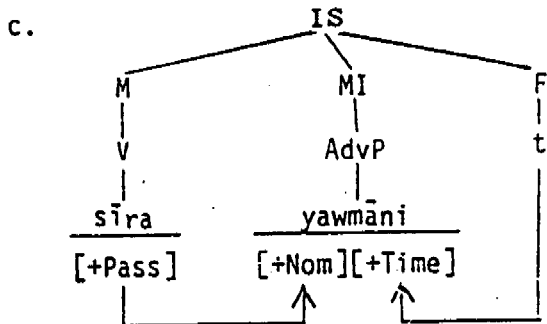 c. IS
M MI F
V AdvP t
sīra yawmāni
[+Pass] [+Nom][+Time]